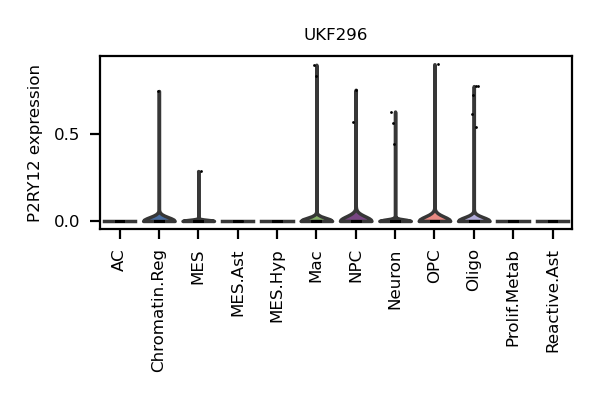 UKF296
P2RY12 expression
0.5
0.0
AC
Chromatin.Reg
MES
MES.Ast
MES.Hyp
Mac
NPC
Neuron
OPC
Oligo
Prolif.Metab
Reactive.Ast